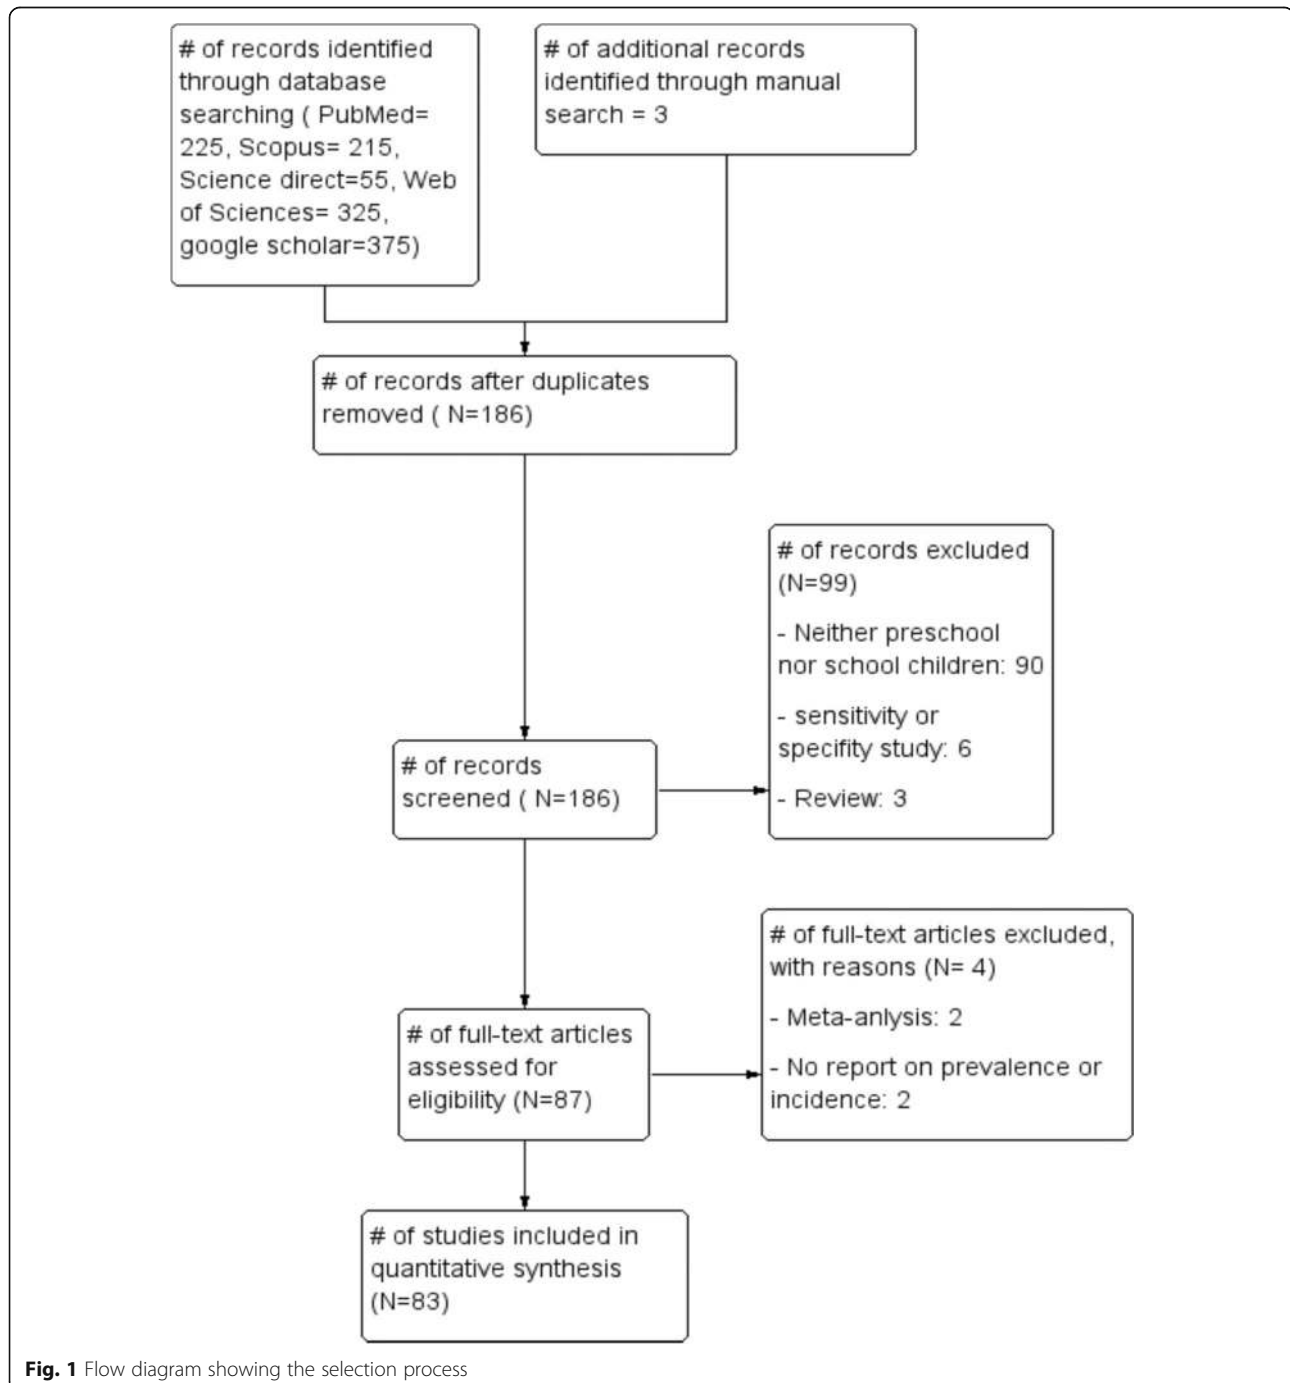 # of records identified
through database
searching ( PubMed=
225, Scopus= 215,
Science direct=55, Web
of Sciences= 325,
google scholar=375)
# of additional records
identified through manual
search = 3
# of records after duplicates
removed ( N=186)
# of records excluded
(N=99)
- Neither preschool
nor school children: 90
- sensitivity or
specifity study: 6
- Review: 3
# of records
screened ( N=186)
# of full-text articles excluded,
with reasons (N= 4)
- Meta-anlysis: 2
- No report on prevalence or
incidence: 2
# of full-text articles
assessed for
eligibility (N=87)
# of studies included in
quantitative synthesis
(N=83)
Fig. 1 Flow diagram showing the selection process